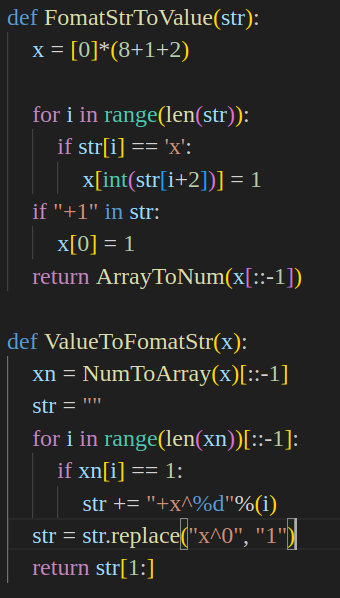 def FomatStrToValue(str):
    x = [0]*(8+1+2)
    for i in range(len(str)):
        if str[i] == 'x':
            x[int(str[i+2])] = 1
    if "+1" in str:
        x[0] = 1
    return ArrayToNum(x[::-1])
def ValueToFomatStr(x):
    xn = NumToArray(x)[::-1]
    str = ""
    for i in range(len(xn))[::-1]:
        if xn[i] == 1:
            str += "+x^%d"%(i)
    str = str.replace("x^0", "1")
    return str[1:]